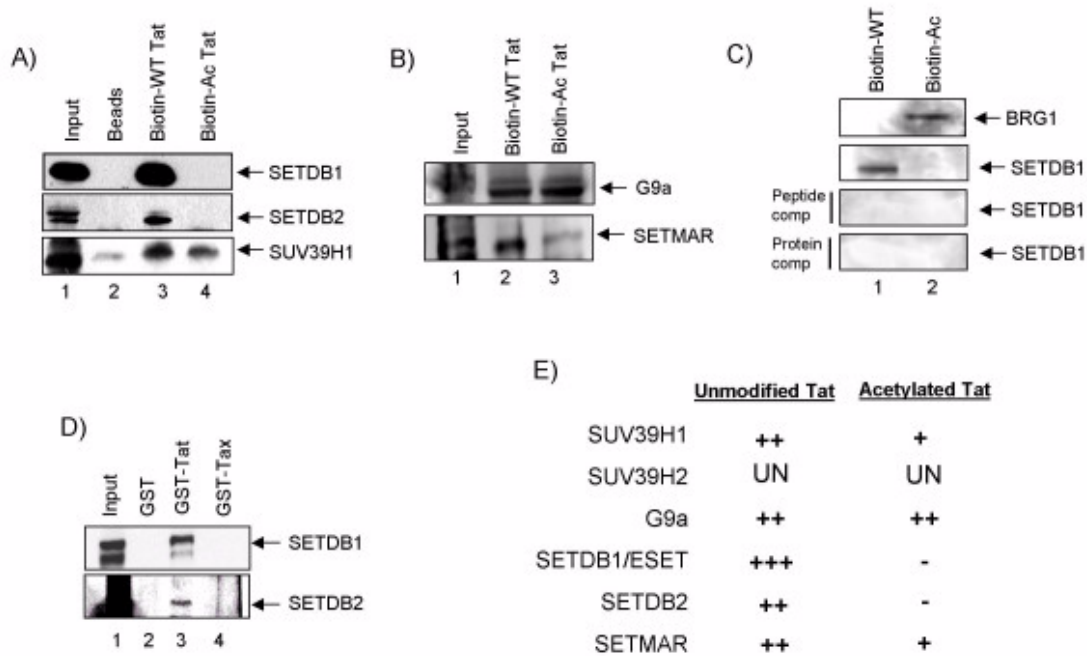 A)
Input
Beads
Biotin-WT Tat
Biotin-Ac Tat
SETDB1
SETDB2
SUV39H1
1 2 3 4
B)
Input
Biotin-WT Tat
Biotin-Ac Tat
G9a
SETMAR
1 2 3
C)
Biotin-WT
Biotin-Ac
BRG1
SETDB1
Peptide
comp
SETDB1
Protein
comp
SETDB1
1 2
D)
Input
GST
GST-Tat
GST-Tax
SETDB1
SETDB2
1 2 3 4
E)
Unmodified Tat Acetylated Tat
SUV39H1 ++ +
SUV39H2 UN UN
G9a ++ ++
SETDB1/ESET +++ -
SETDB2 ++ -
SETMAR ++ +